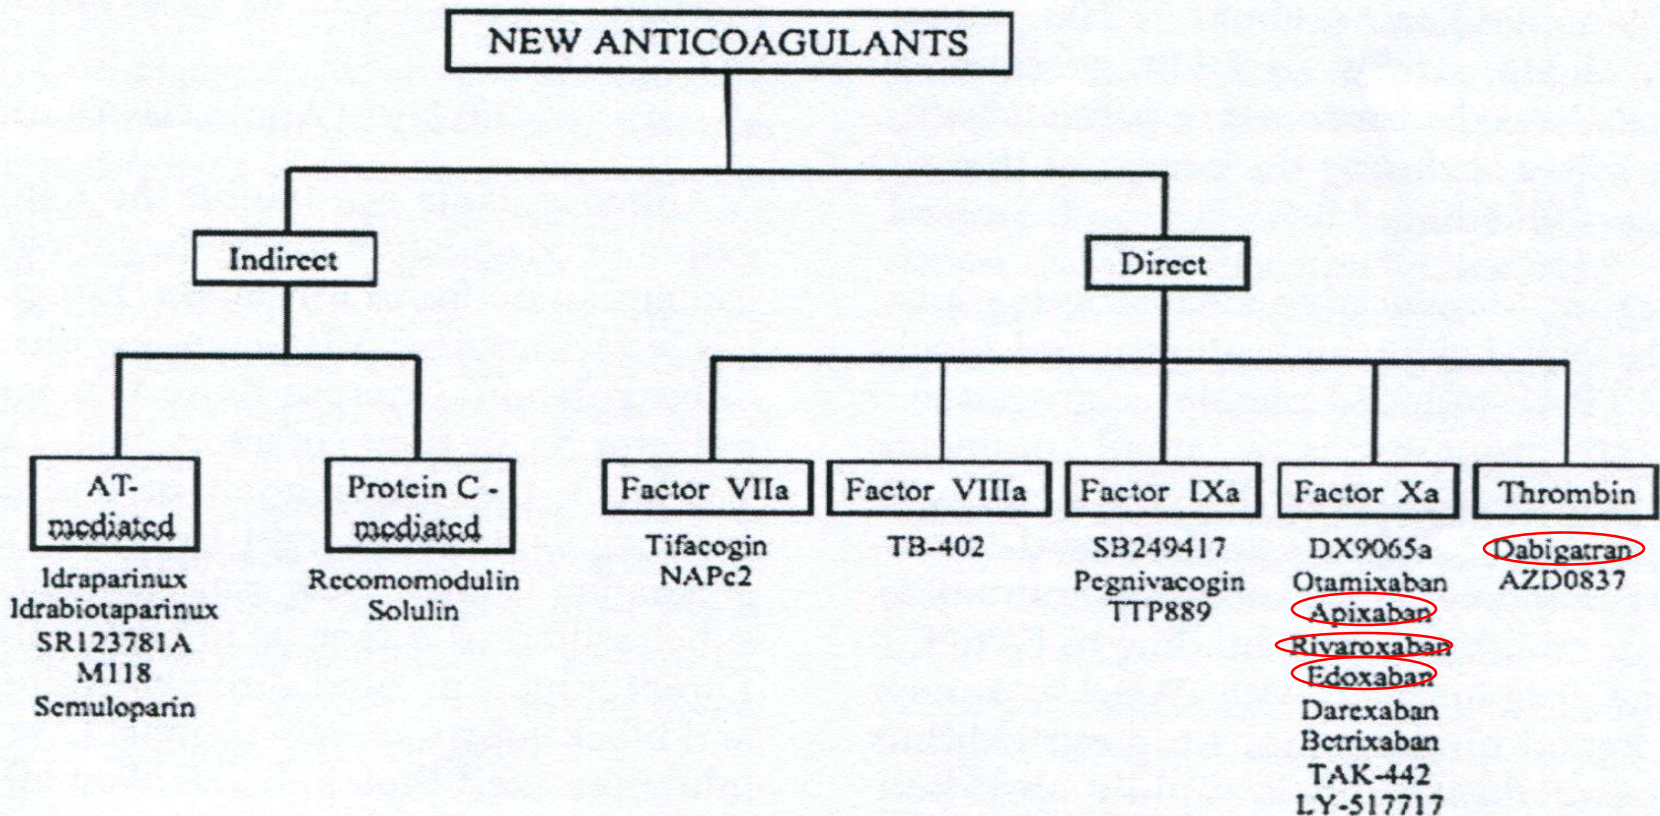 NEW ANTICOAGULANTS
Indirect
Direct
AT-
mediated
Protein C -
mediated
Factor VIIa
Factor VIIIa
Factor IXa
Factor Xa
Thrombin
Idraparinux
Idrabiotaparinux
SR123781A
M118
Semuloparin
Recomomodulin
Solulin
Tifacogin
NAPc2
TB-402
SB249417
Pegnivacogin
TTP889
DX9065a
Otamixaban
Apixaban
Rivaroxaban
Edoxaban
Darexaban
Betrixaban
TAK-442
LY-517717
Dabigatran
AZD0837